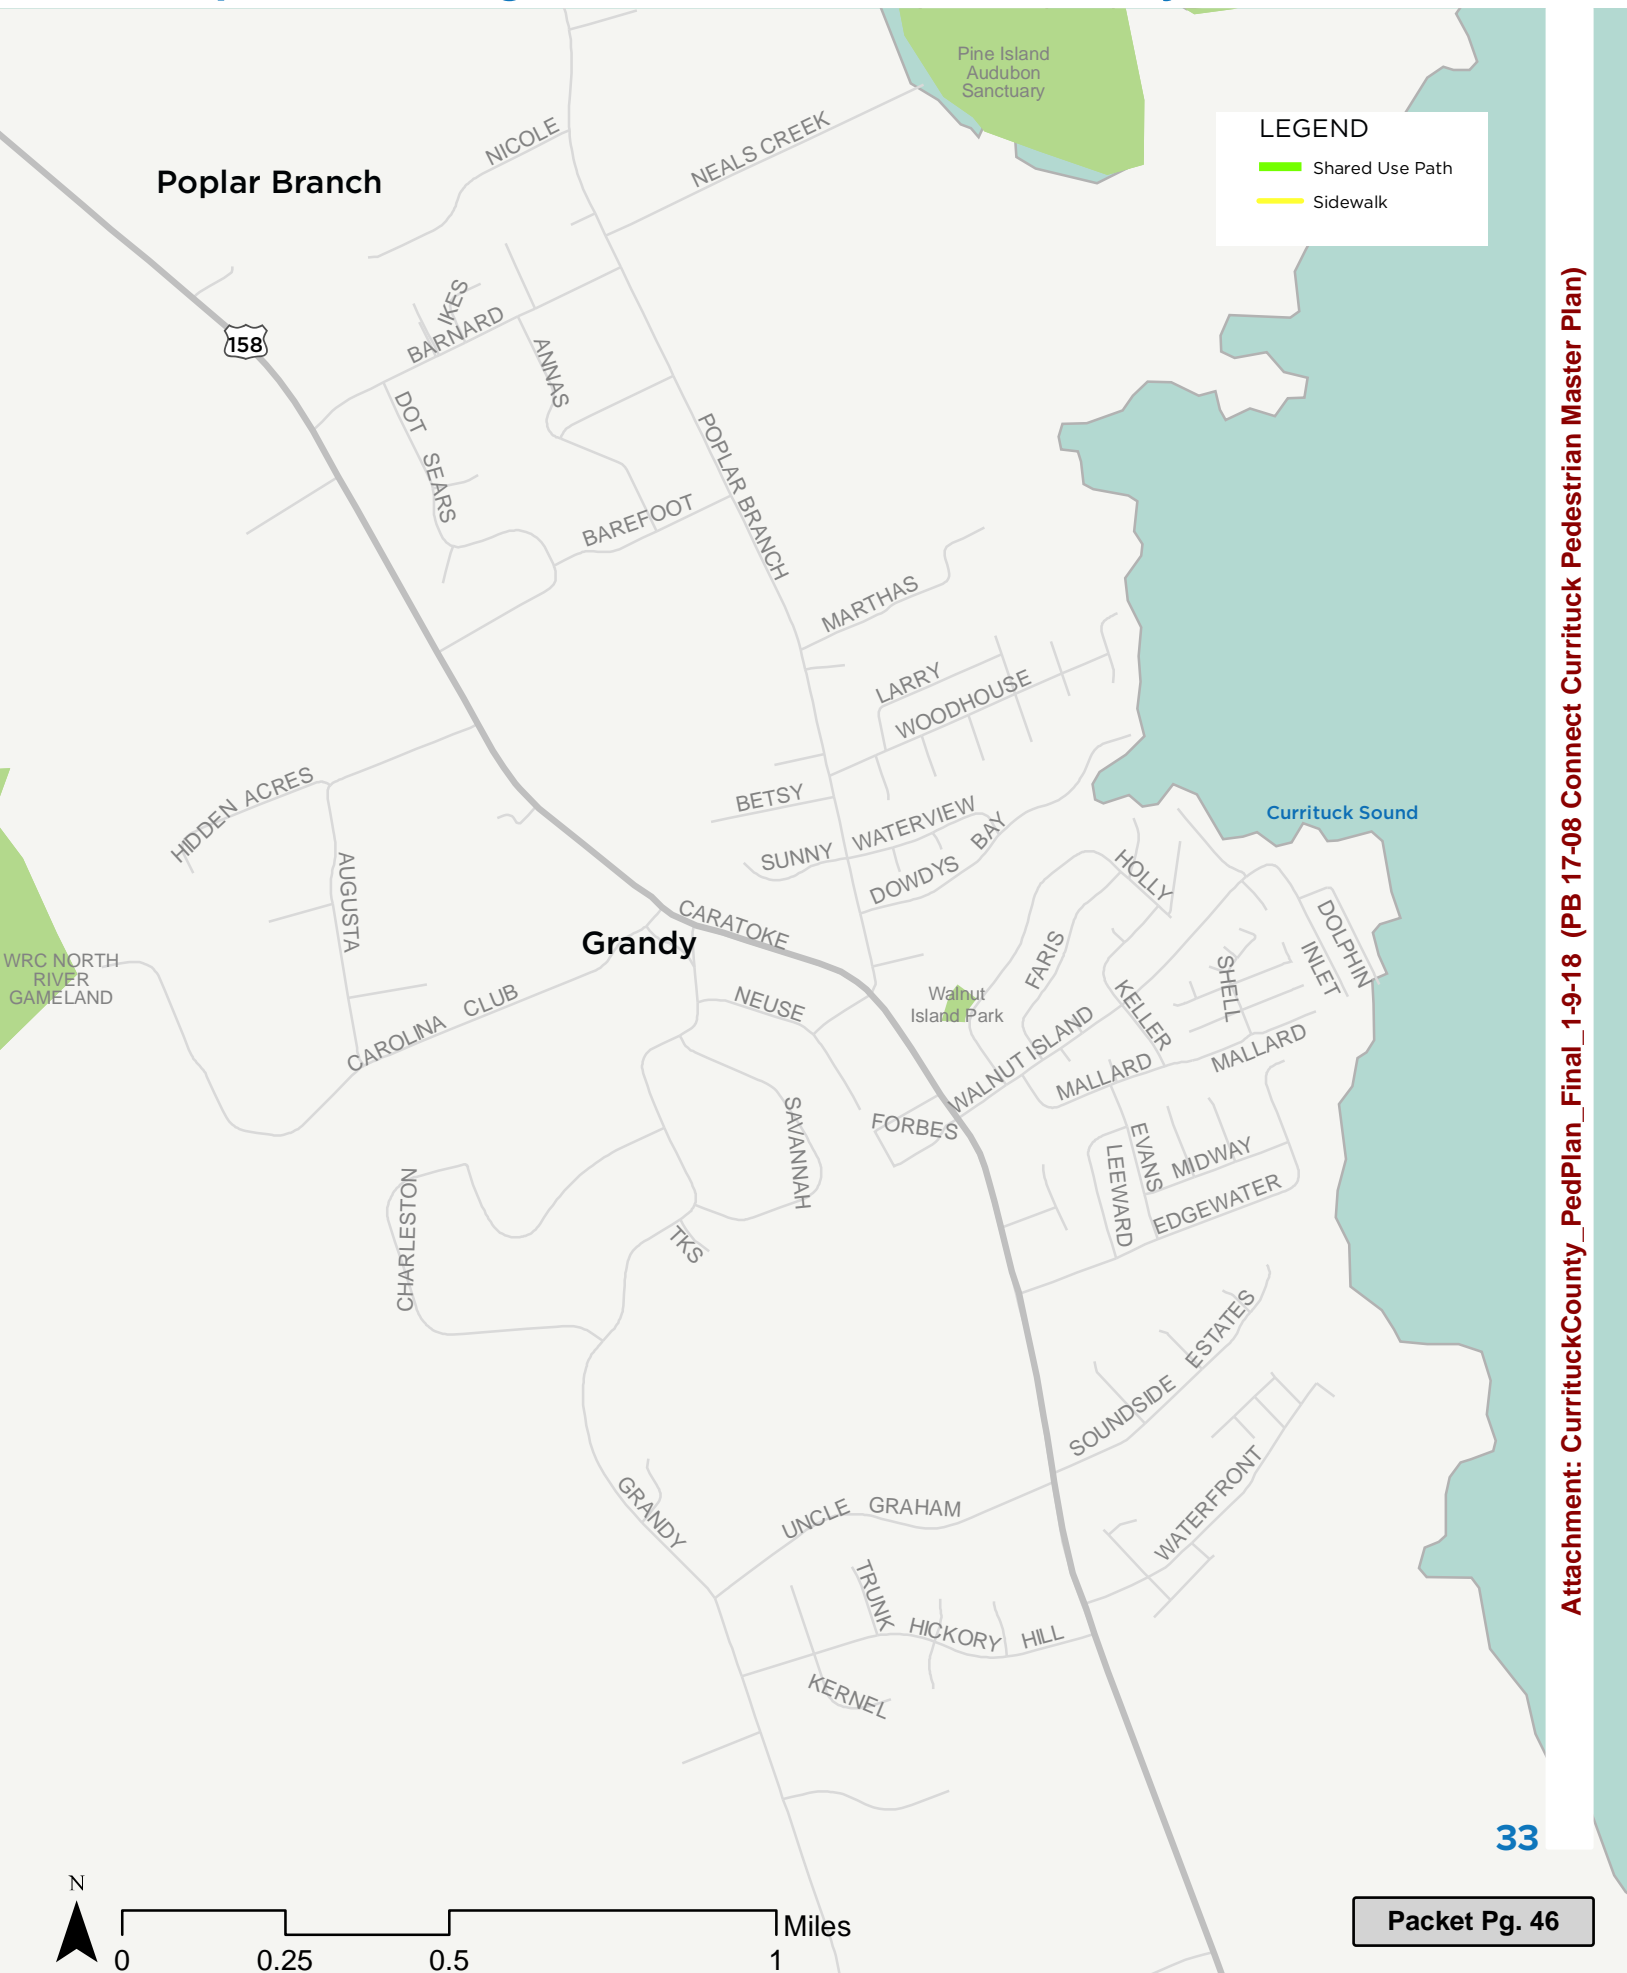 Pine Island
Audubon
Sanctuary
LEGEND
Shared Use Path
Sidewalk
NICOLE
NEALS CREEK
Poplar Branch
IKES
BARNARD
158
ANNAS
DOT SEARS
POPLAR BRANCH
BAREFOOT
MARTHAS
LARRY
WOODHOUSE
HIDDEN ACRES
BETSY
SUNNY
WATERVIEW
DOWDYS BAY
Currituck Sound
HOLLY
AUGUSTA
CARATOKE
Grandy
DOLPHIN
INLET
FARIS
SHELL
KELLER
WRC NORTH
RIVER
GAMELAND
CAROLINA CLUB
NEUSE
Walnut
Island Park
WALNUT ISLAND
MALLARD
MALLARD
SAVANNAH
FORBES
EVANS
LEEWARD
MIDWAY
EDGEWATER
CHARLESTON
TKS
SOUNDSIDE ESTATES
WATERFRONT
GRANDY
UNCLE GRAHAM
TRUNK
HICKORY HILL
KERNEL
Attachment: CurrituckCounty_PedPlan_Final_1-9-18 (PB 17-08 Connect Currituck Pedestrian Master Plan)
33
N
Miles
0 0.25 0.5 1
Packet Pg. 46